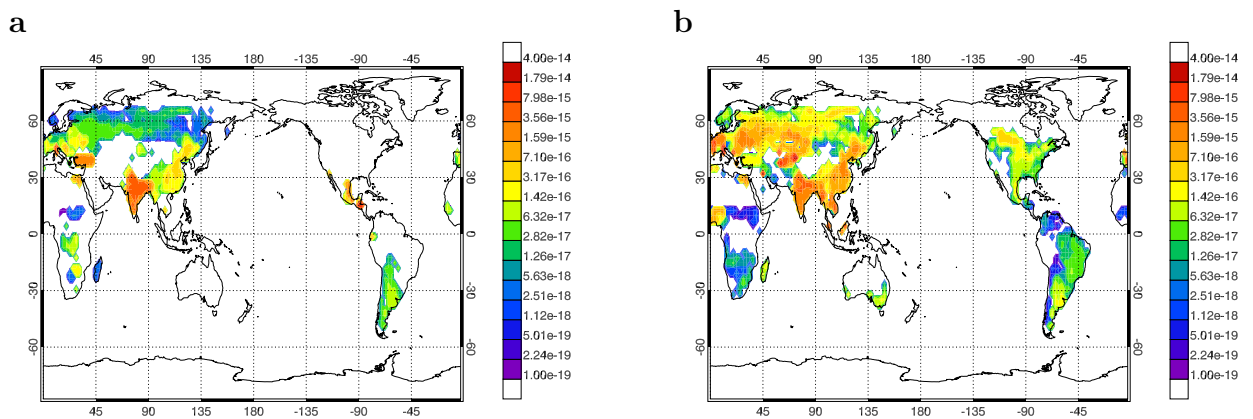 a
b
45 90 135 180 -135 -90 -45
60
30
0
-30
-60
60
30
0
-30
-60
45 90 135 180 -135 -90 -45
4.00e-14
1.79e-14
7.98e-15
3.56e-15
1.59e-15
7.10e-16
3.17e-16
1.42e-16
6.32e-17
2.82e-17
1.26e-17
5.63e-18
2.51e-18
1.12e-18
5.01e-19
2.24e-19
1.00e-19
45 90 135 180 -135 -90 -45
60
30
0
-30
-60
60
30
0
-30
-60
45 90 135 180 -135 -90 -45
4.00e-14
1.79e-14
7.98e-15
3.56e-15
1.59e-15
7.10e-16
3.17e-16
1.42e-16
6.32e-17
2.82e-17
1.26e-17
5.63e-18
2.51e-18
1.12e-18
5.01e-19
2.24e-19
1.00e-19